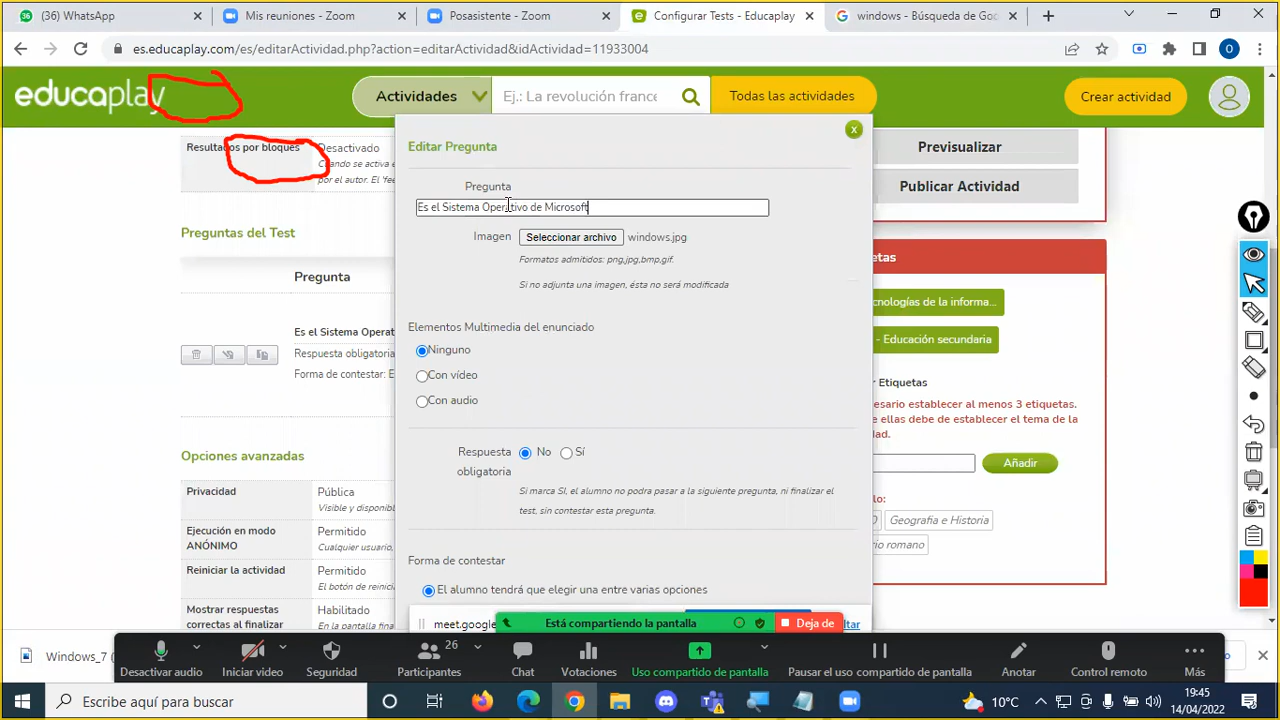 (36) WhatsApp
Mis reuniones - Zoom
Posasistente - Zoom
Configurar Tests - Educaplay
windows - Búsqueda de Goo
es.educaplay.com/es/editarActividad.php?action=editarActividad&idActividad=11933004
O
educaplay
Actividades
Ej.: La revolución france
Todas las actividades
Crear actividad
Resultados por bloques
Desactivado
Cuando se activa e
por el autor. El 'fee
Preguntas del Test
Pregunta
Es el Sistema Operat
Respuesta obligatoria
Forma de contestar: E
Opciones avanzadas
Privacidad
Pública
Visible y disponibl
Ejecución en modo
ANÓNIMO
Permitido
Cualquier usuario,
Reiniciar la actividad
Permitido
El botón de reinici
Mostrar respuestas
correctas al finalizar
Habilitado
En la pantalla fina
Editar Pregunta
x
Pregunta
Es el Sistema Operativo de Microsoft
Imagen
Seleccionar archivo
windows.jpg
Formatos admitidos: png,jpg,bmp,gif.
Si no adjunta una imagen, ésta no será modificada
Elementos Multimedia del enunciado
Ninguno
Con vídeo
Con audio
Respuesta
obligatoria
No
Sí
Si marca SI, el alumno no podra pasar a la siguiente pregunta, ni finalizar el
test, sin contestar esta pregunta.
Forma de contestar
El alumno tendrá que elegir una entre varias opciones
Previsualizar
Publicar Actividad
etas
cnologías de la informa...
- Educación secundaria
r Etiquetas
esario establecer al menos 3 etiquetas.
e ellas debe de establecer el tema de la
dad.
Añadir
lo:
O
Geografia e Historia
rio romano
meet.google
ltar
Está compartiendo la pantalla
Deja de
Windows_7
Desactivar audio
Iniciar video
Seguridad
26
Participantes
Chat
Votaciones
Uso compartido de pantalla
Pausar el uso compartido de pantalla
Anotar
Control remoto
Más
Escribe aquí para buscar
10°C
19:45
14/04/2022